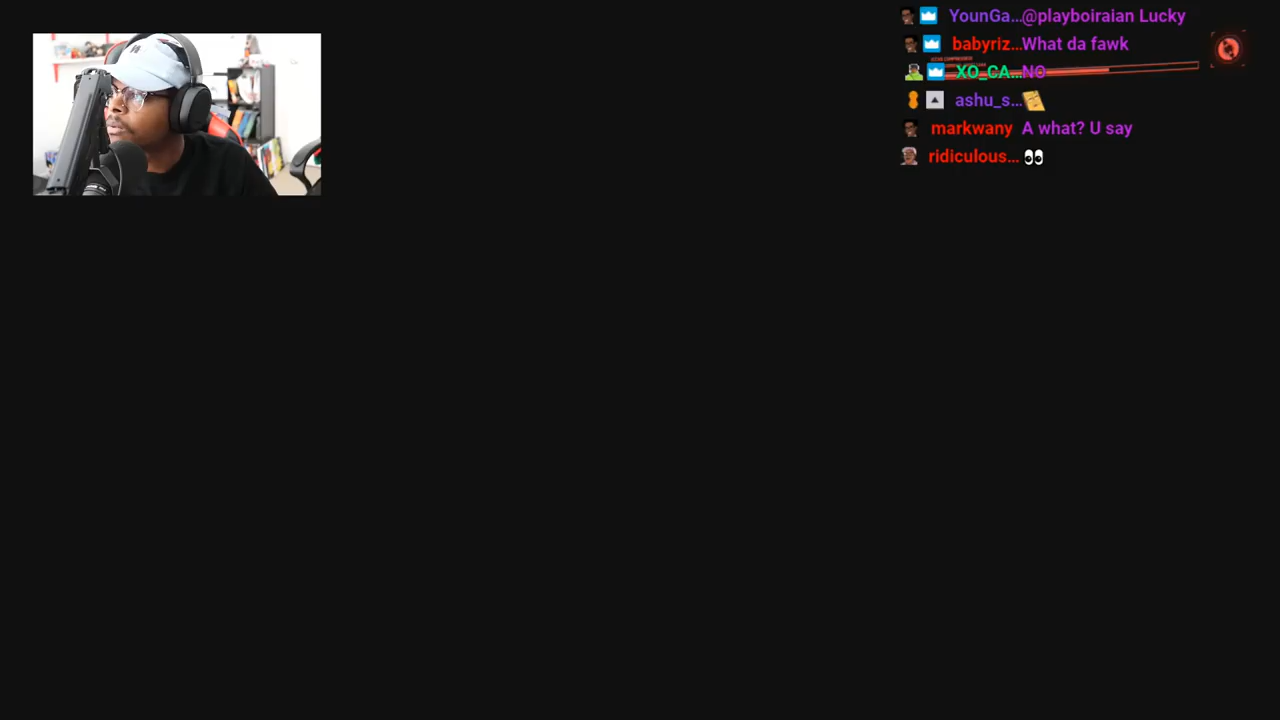 YounGa…@playboiraian Lucky
babyriz…What da fawk
XO_CA…NO
ashu_s…
markwany A what? U say
ridiculous…